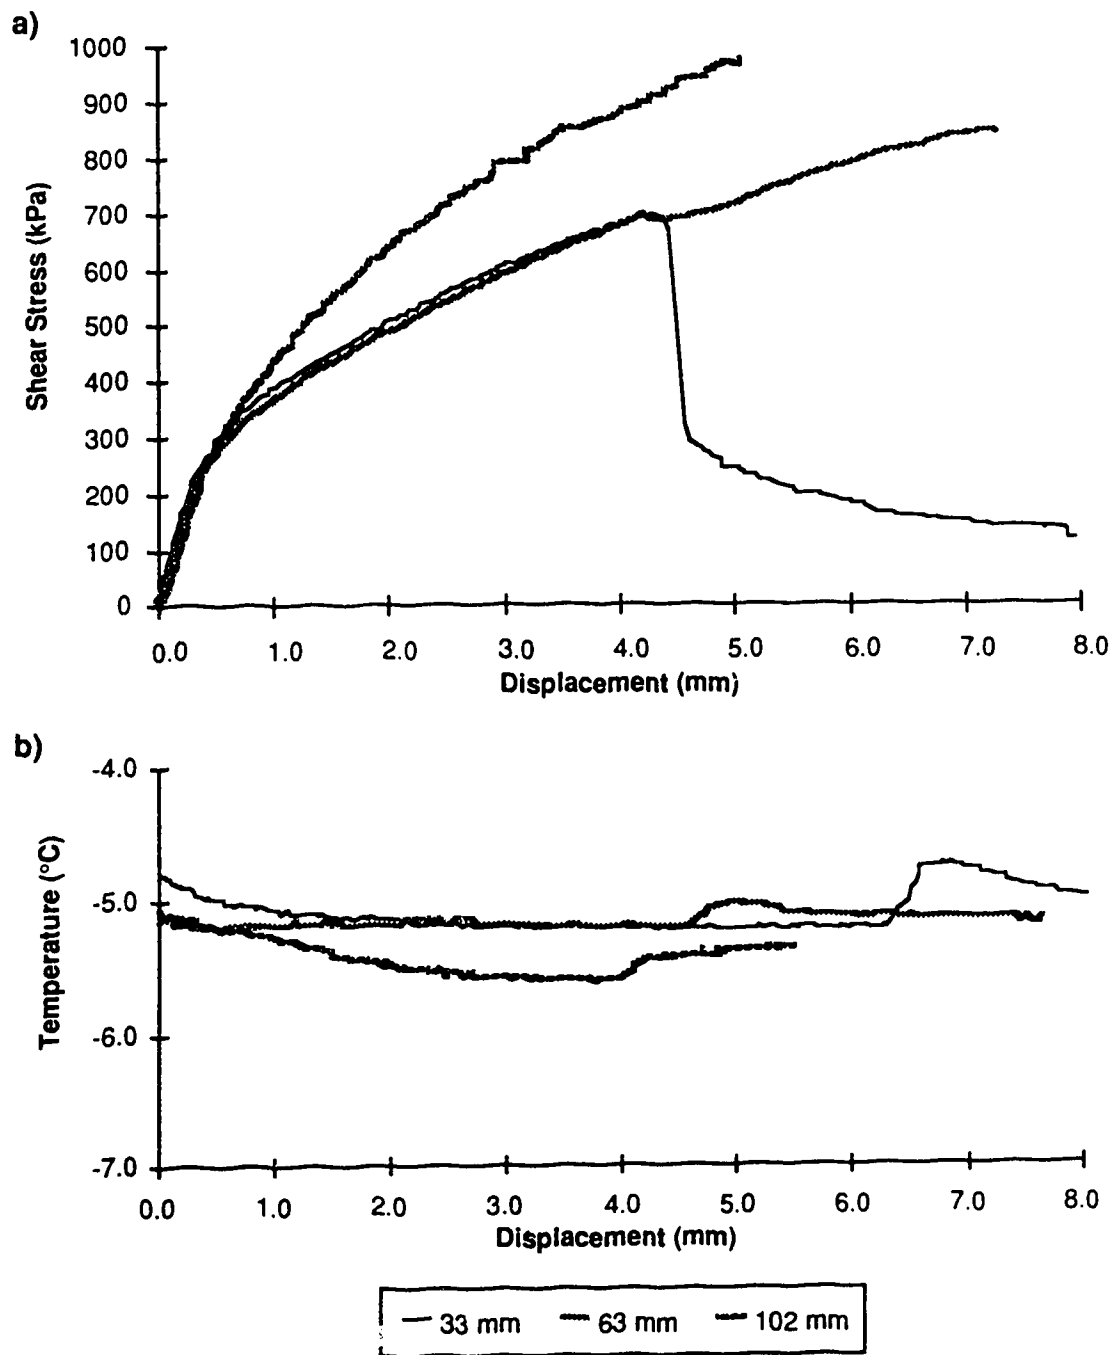 a)
1000
900
800
700
600
500
400
300
200
100
0
Shear Stress (kPa)
0.0 1.0 2.0 3.0 4.0 5.0 6.0 7.0 8.0
Displacement (mm)
b)
-4.0
-5.0
-6.0
-7.0
Temperature (°C)
0.0 1.0 2.0 3.0 4.0 5.0 6.0 7.0 8.0
Displacement (mm)
33 mm 63 mm 102 mm